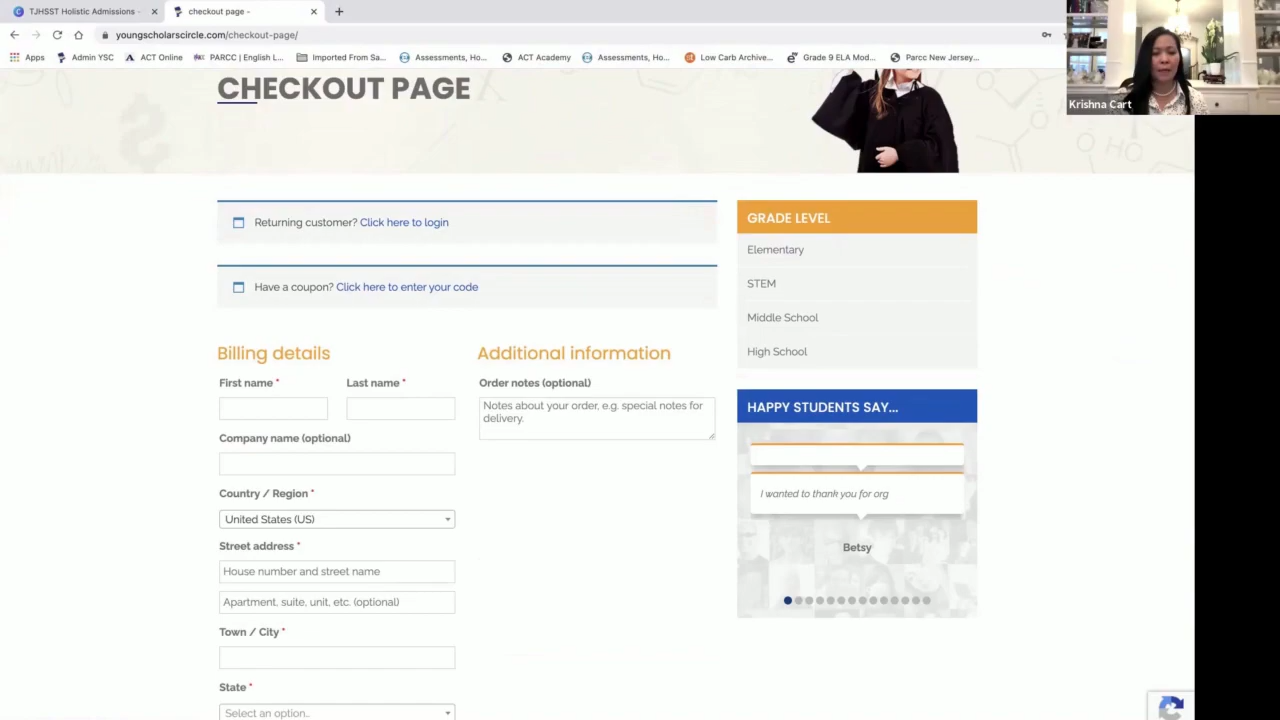 TJHSST Holistic Admissions
checkout page -
youngscholarscircle.com/checkout-page/
Apps
Admin YSC
ACT Online
PARCC | English L...
Imported From Sa...
Assessments, Ho...
ACT Academy
Assessments, Ho...
Low Carb Archive...
Grade 9 ELA Mod...
Parcc New Jersey...
Krishna Cart
CHECKOUT PAGE
Returning customer? Click here to login
Have a coupon? Click here to enter your code
Billing details
First name *
Last name *
Company name (optional)
Country / Region *
United States (US)
Street address *
House number and street name
Apartment, suite, unit, etc. (optional)
Town / City *
State *
Select an option...
Additional information
Order notes (optional)
Notes about your order, e.g. special notes for
delivery.
GRADE LEVEL
Elementary
STEM
Middle School
High School
HAPPY STUDENTS SAY...
I wanted to thank you for org
Betsy
HO